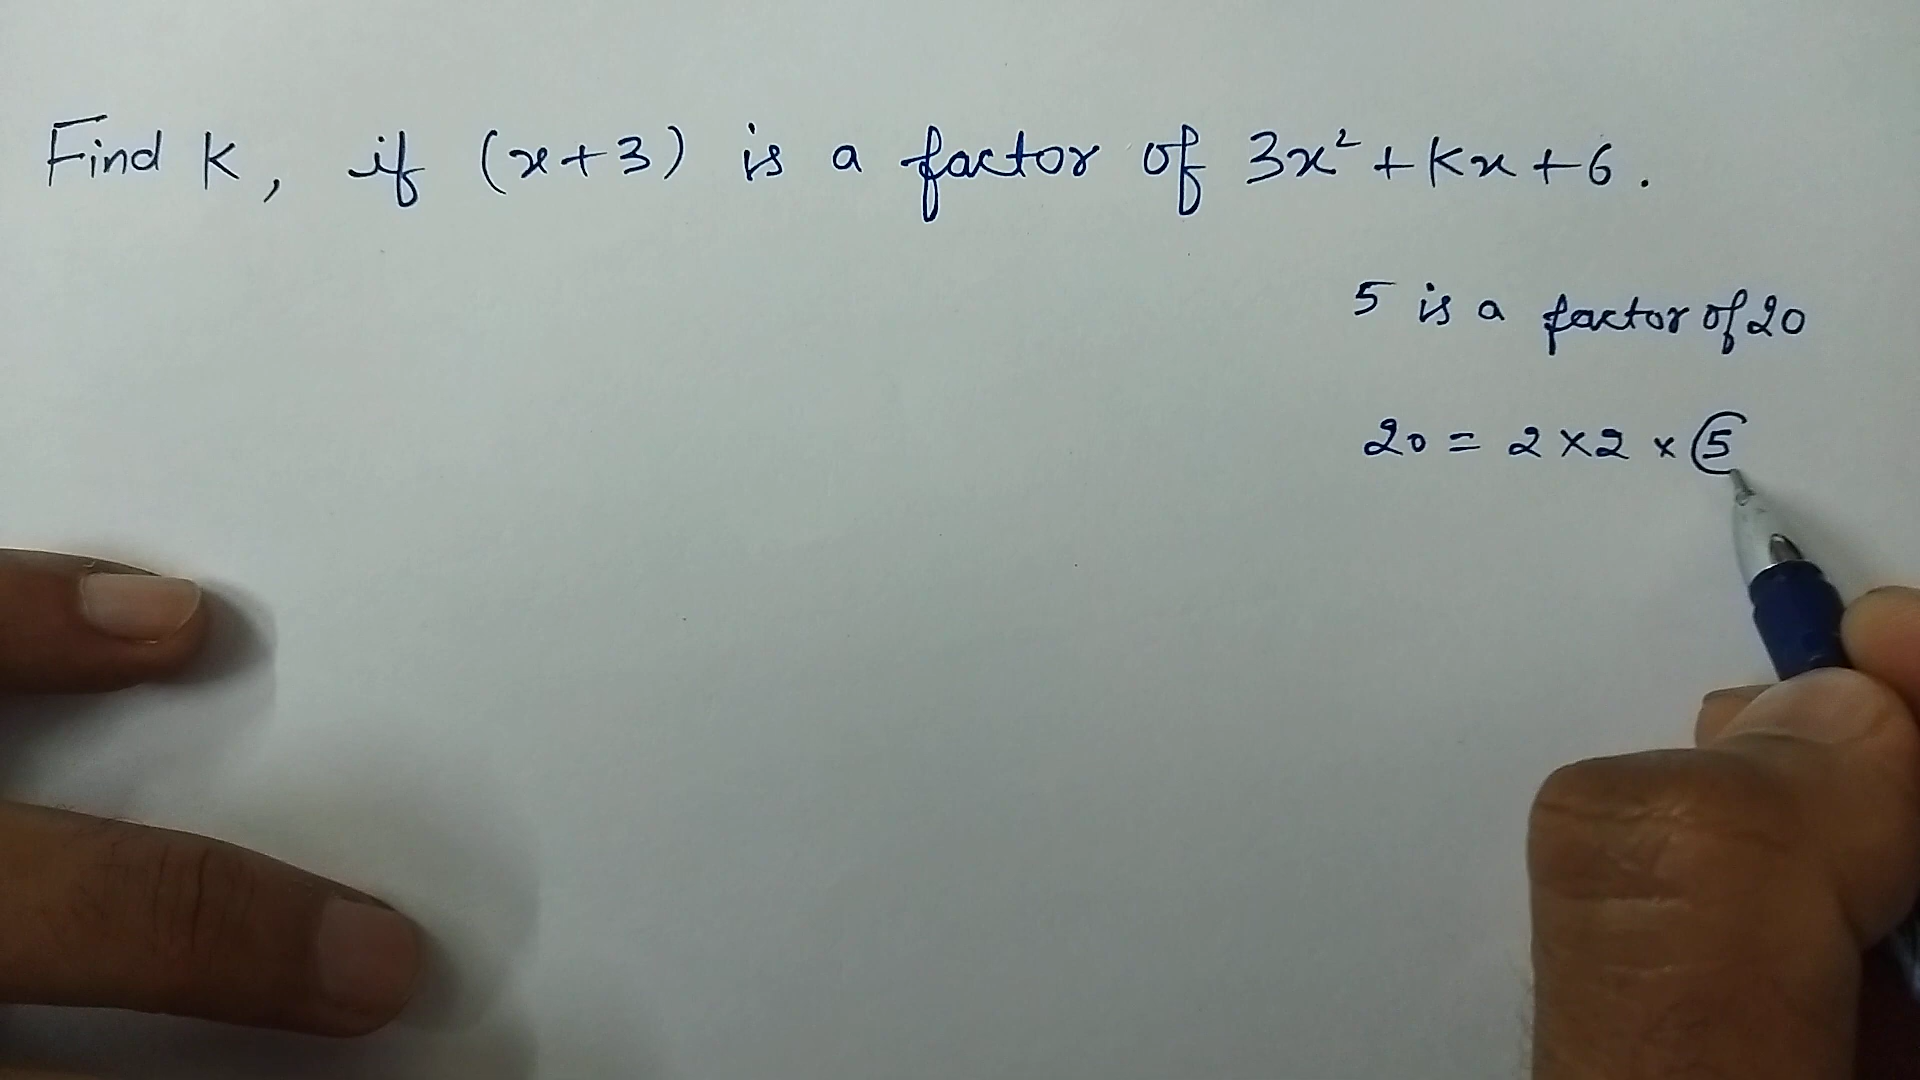 Find K, if (x+3) is a factor of 3x²+Kx+6.
5 is a factor of 20
20 = 2 × 2 × 5